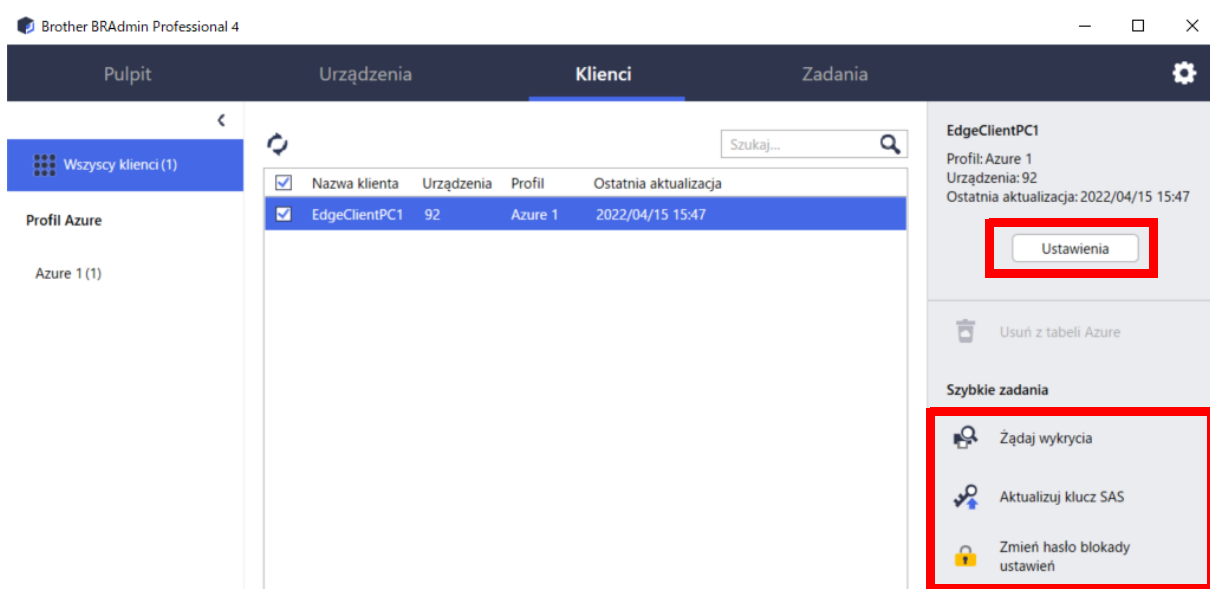 Brother BRAdmin Professional 4
Pulpit Urządzenia Klienci Zadania
Wszyscy klienci (1)
Profil Azure
Azure 1 (1)
Szukaj...
Nazwa klienta Urządzenia Profil Ostatnia aktualizacja
EdgeClientPC1 92 Azure 1 2022/04/15 15:47
EdgeClientPC1
Profil: Azure 1
Urządzenia: 92
Ostatnia aktualizacja: 2022/04/15 15:47
Ustawienia
Usuń z tabeli Azure
Szybkie zadania
Żądaj wykrycia
Aktualizuj klucz SAS
Zmień hasło blokady
ustawień